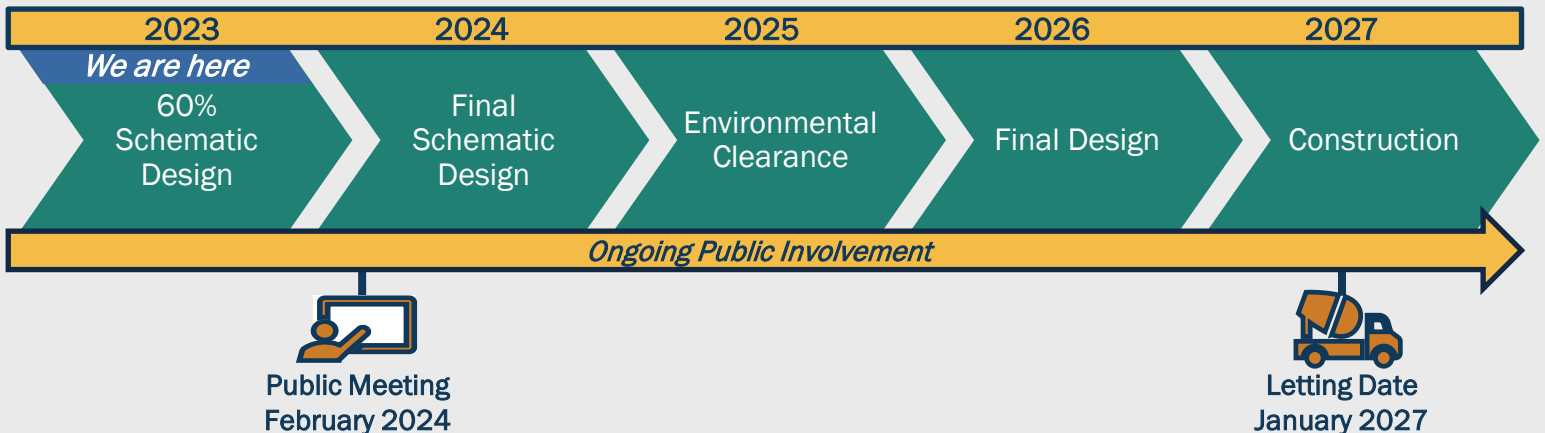 2023
2024
2025
2026
2027
We are here
60%
Schematic
Design
Final
Schematic
Design
Environmental
Clearance
Final Design
Construction
Ongoing Public Involvement
Public Meeting
February 2024
Letting Date
January 2027